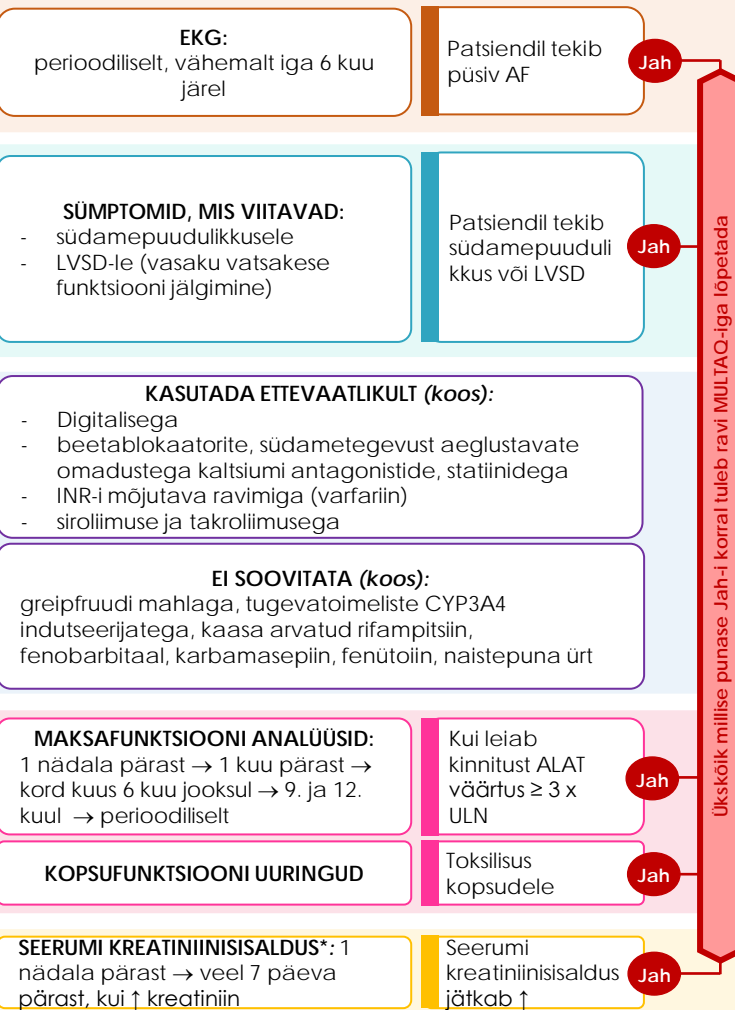 EKG:
perioodiliselt, vähemalt iga 6 kuu
järel
Patsiendil tekib
püsiv AF
Jah
SÜMPTOMID, MIS VIITAVAD:
- südamepuudulikkusele
- LVSD-le (vasaku vatsakese
funktsiooni jälgimine)
Patsiendil tekib
südamepuuduli
kkus või LVSD
Jah
KASUTADA ETTEVAATLIKULT (koos):
- Digitalisega
- beetablokaatorite, südametegevust aeglustavate
omadustega kaltsiumi antagonistide, statiinidega
- INR-i mõjutava ravimiga (varfariin)
- siroliimuse ja takroliimusega
EI SOOVITATA (koos):
greipfruudi mahlaga, tugevatoimeliste CYP3A4
indutseerijatega, kaasa arvatud rifampitsiin,
fenobarbitaal, karbamasepiin, fenütoiin, naistepuna ürt
MAKSAFUNKTSIOONI ANALÜÜSID:
1 nädala pärast → 1 kuu pärast →
kord kuus 6 kuu jooksul → 9. ja 12.
kuul → perioodiliselt
Kui leiab
kinnitust ALAT
väärtus ≥ 3 x
ULN
Jah
KOPSUFUNKTSIOONI UURINGUD
Toksilisus
kopsudele
Jah
SEERUMI KREATINIINISISALDUS*: 1
nädala pärast → veel 7 päeva
pärast, kui ↑ kreatiniin
Seerumi
kreatiniinisisaldus
jätkab ↑
Jah
Ükskõik millise punase Jah-i korral tuleb ravi MULTAQ-iga lõpetada